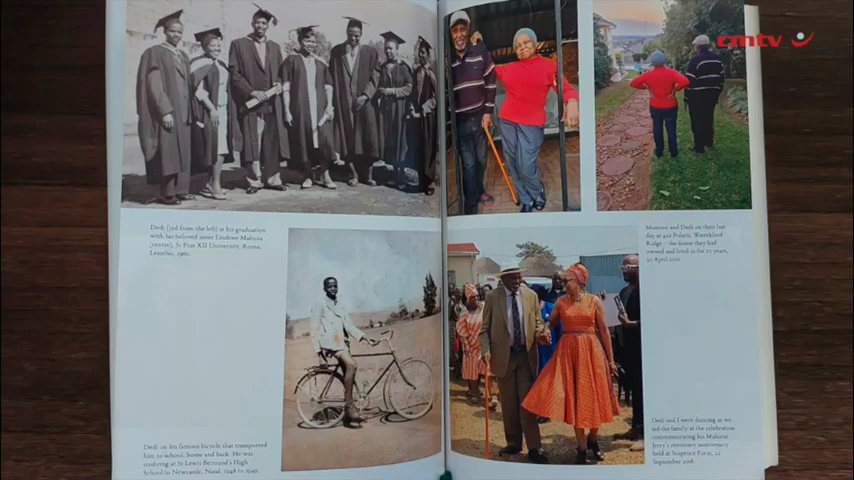 cmtv
Dedi (3rd from the left) at his graduation
with his beloved sister Lindiwe Mabuza
(centre), St Pius XII University, Roma,
Lesotho, 1960.
Mummy and Dedi on their last
day at 422 Polaris, Waterkloof
Ridge – the home they had
owned and lived in for 27 years,
30 April 2021.
Dedi on his famous bicycle that transported
him to school, home and back. He was
studying at St Lewis Bertrand's High
School in Newcastle, Natal, 1948 to 1949.
Dedi and I were dancing as we
led the family at the celebration
commemorating his Malume
Jerry's centenary anniversary
held at Sixpence Farm, 22
September 2018.